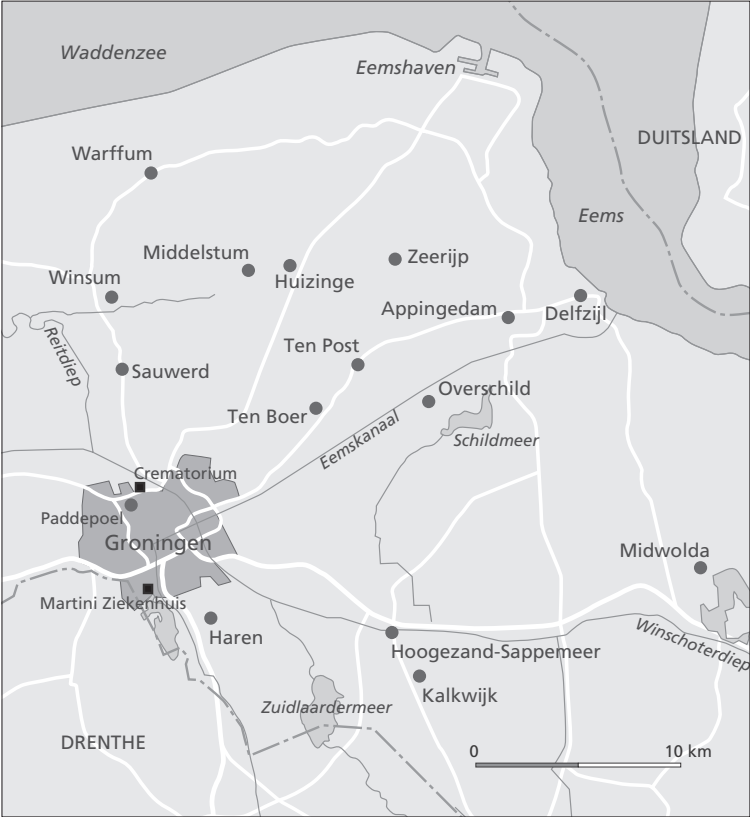 Waddenzee
Eemshaven
DUITSLAND
Warffum
Eems
Middelstum
Zeerijp
Huizinge
Winsum
Appingedam
Delfzijl
Reitdiep
Ten Post
Sauwerd
Overschild
Ten Boer
Eemskanaal
Schildmeer
Crematorium
Paddepoel
Groningen
Midwolda
Martini Ziekenhuis
Haren
Winschoterdiep
Hoogezand-Sappemeer
Kalkwijk
Zuidlaardermeer
DRENTHE
0 10 km